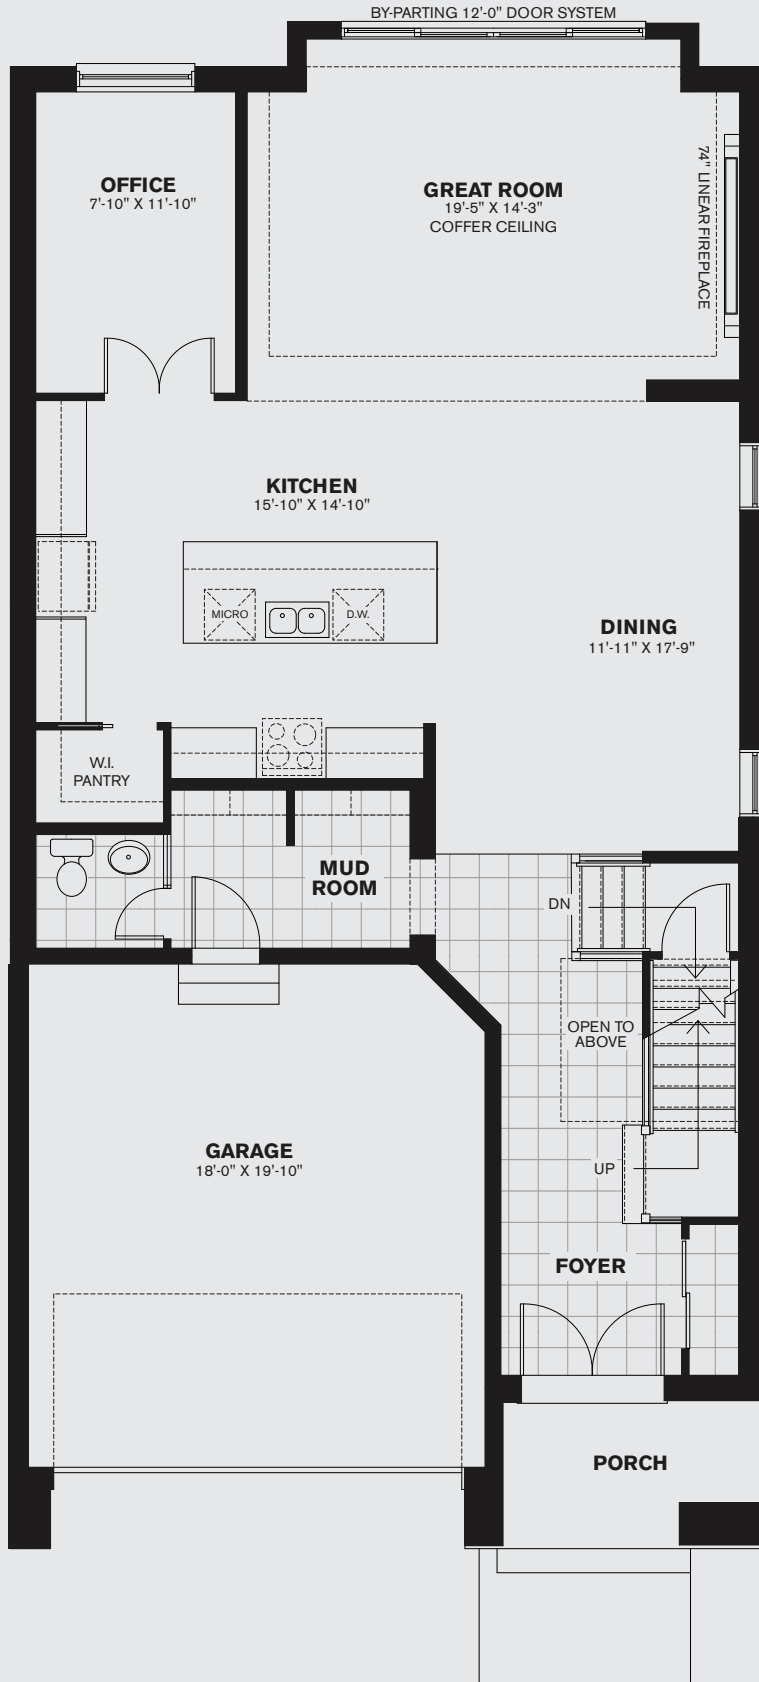 BY-PARTING 12'-0" DOOR SYSTEM
OFFICE
7'-10" X 11'-10"
GREAT ROOM
19'-5" X 14'-3"
COFFER CEILING
74" LINEAR FIREPLACE
KITCHEN
15'-10" X 14'-10"
MICRO
D.W.
DINING
11'-11" X 17'-9"
W.I.
PANTRY
MUD
ROOM
DN
OPEN TO
ABOVE
GARAGE
18'-0" X 19'-10"
UP
FOYER
PORCH